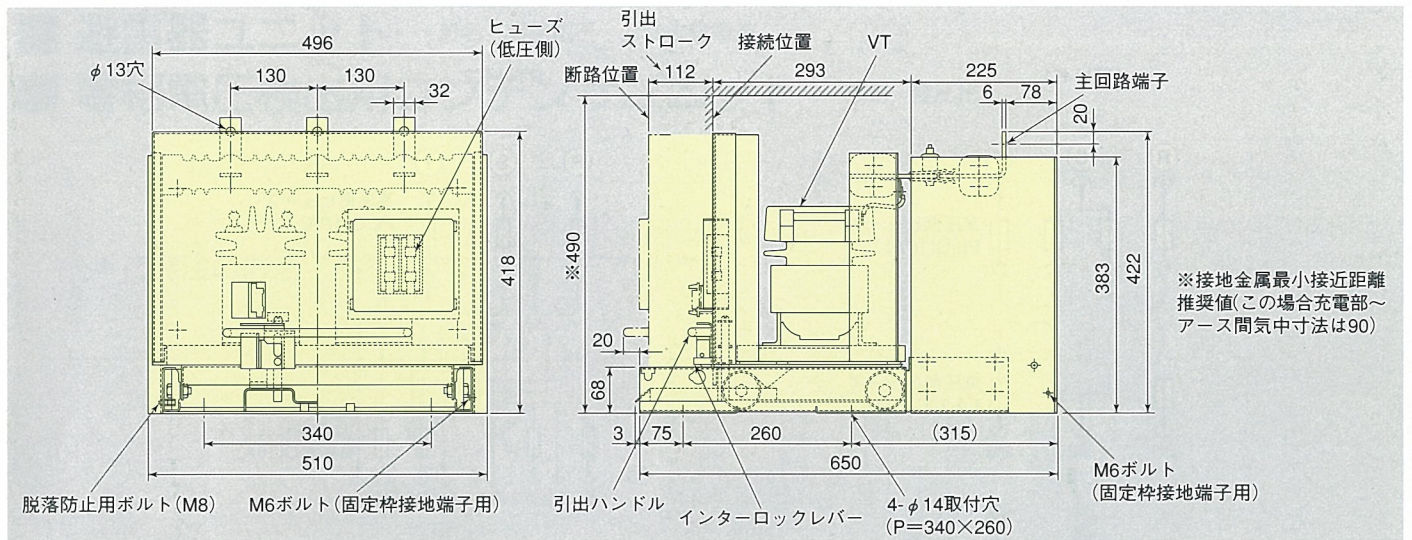 496
φ13穴
130
130
32
ヒューズ
(低圧側)
418
340
510
脱落防止用ボルト(M8)
M6ボルト(固定枠接地端子用)
引出
ストローク
接続位置
VT
断路位置
112
293
225
6
78
主回路端子
20
※490
383
422
20
68
3
75
260
(315)
650
引出ハンドル
インターロックレバー
4-φ14取付穴
(P=340×260)
M6ボルト
(固定枠接地端子用)
※接地金属最小接近距離
推奨値(この場合充電部~
アース間気中寸法は90)